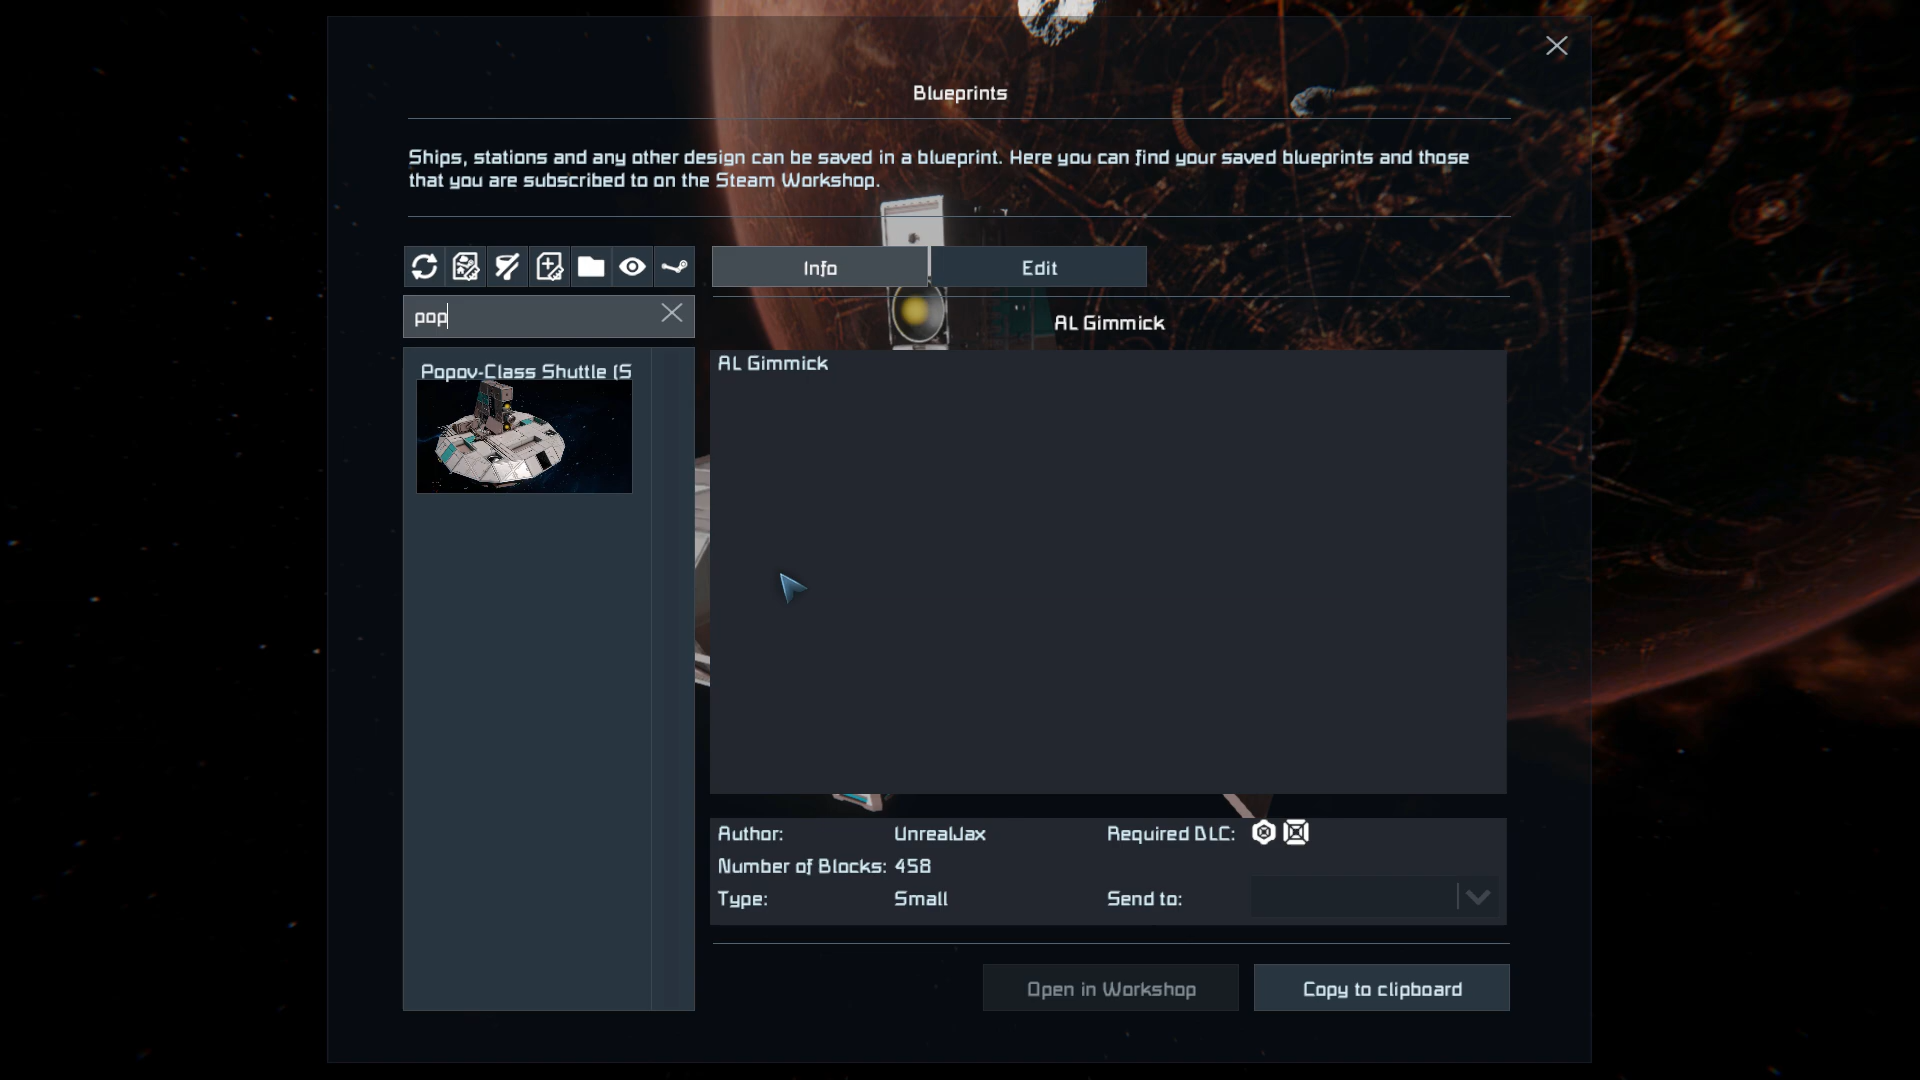 Blueprints
Ships, stations and any other design can be saved in a blueprint. Here you can find your saved blueprints and those
that you are subscribed to on the Steam Workshop.
Info
Edit
pop
AL Gimmick
Popov-Class Shuttle (S
AL Gimmick
Author: UnrealJax Required DLC:
Number of Blocks: 458
Type: Small Send to:
Open in Workshop
Copy to clipboard